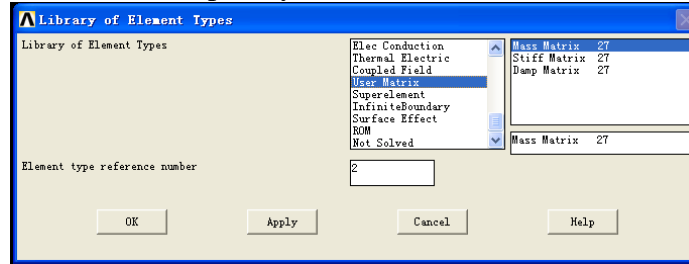 Library of Element Types
Library of Element Types
Elec Conduction
Thermal Electric
Coupled Field
User Matrix
Superelement
InfiniteBoundary
Surface Effect
ROM
Not Solved
Mass Matrix 27
Stiff Matrix 27
Damp Matrix 27
Mass Matrix 27
Element type reference number
2
OK
Apply
Cancel
Help